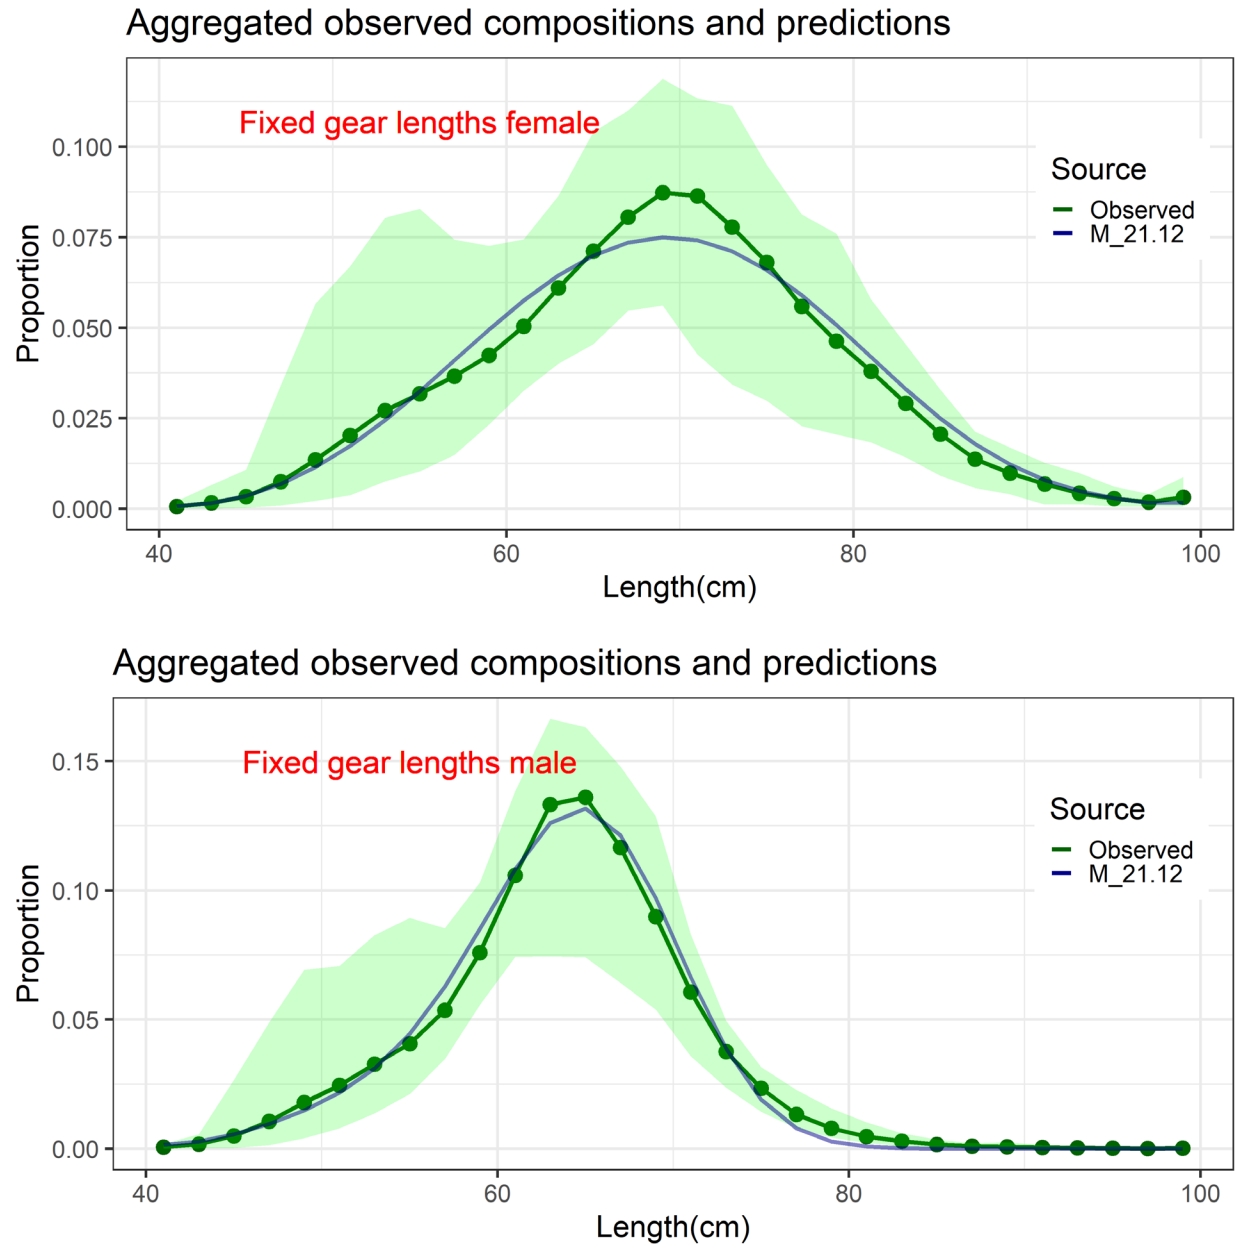 Aggregated observed compositions and predictions
Fixed gear lengths female
0.100
0.075
0.050
0.025
0.000
Proportion
Source
Observed
M_21.12
40 60 80 100
Length(cm)
Aggregated observed compositions and predictions
Fixed gear lengths male
0.15
0.10
0.05
0.00
Proportion
Source
Observed
M_21.12
40 60 80 100
Length(cm)